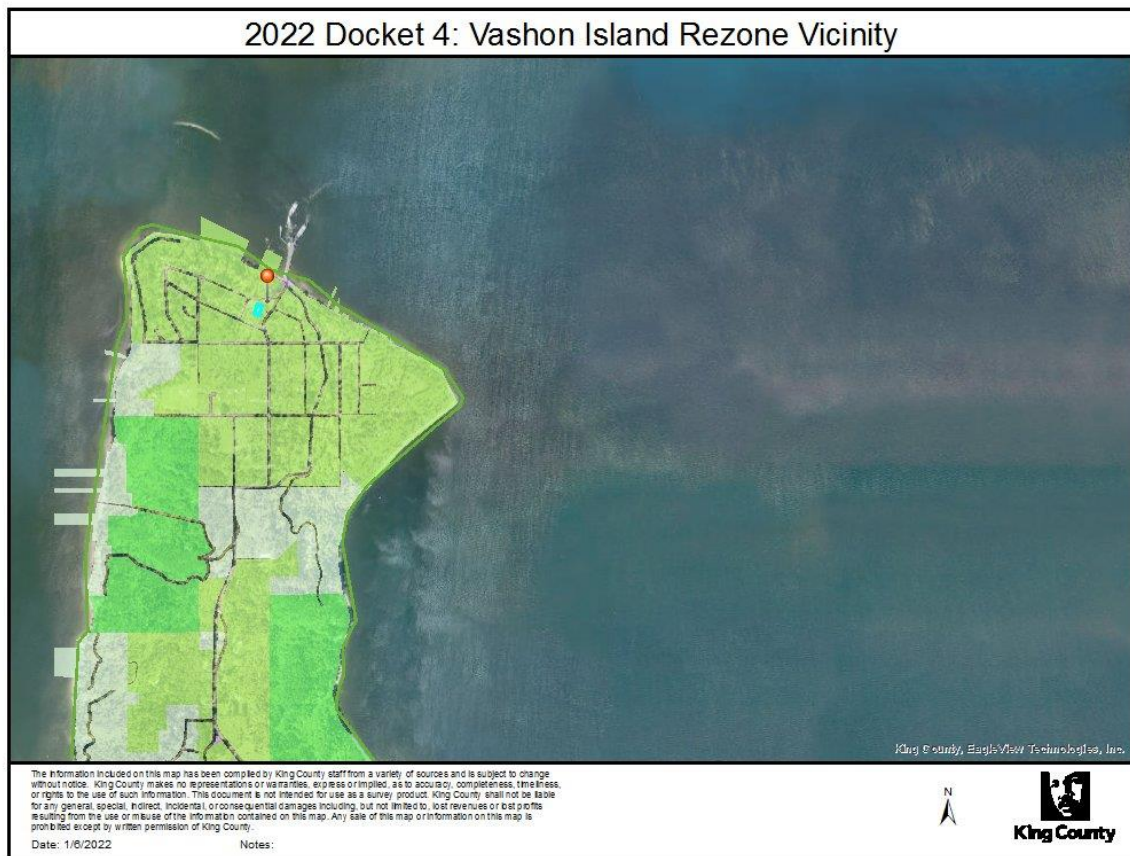 2022 Docket 4: Vashon Island Rezone Vicinity
King County, EagleView Technologies, Inc.
The information included on this map has been compiled by King County staff from a variety of sources and is subject to change
without notice. King County makes no representations or warranties, express or implied, as to accuracy, completeness, timeliness,
or rights to the use of such information. This document is not intended for use as a survey product. King County shall not be liable
for any general, special, indirect, incidental, or consequential damages including, but not limited to, lost revenues or lost profits
resulting from the use or misuse of the information contained on this map. Any sale of this map or information on this map is
prohibited except by written permission of King County.
Date: 1/6/2022 Notes:
N
King County